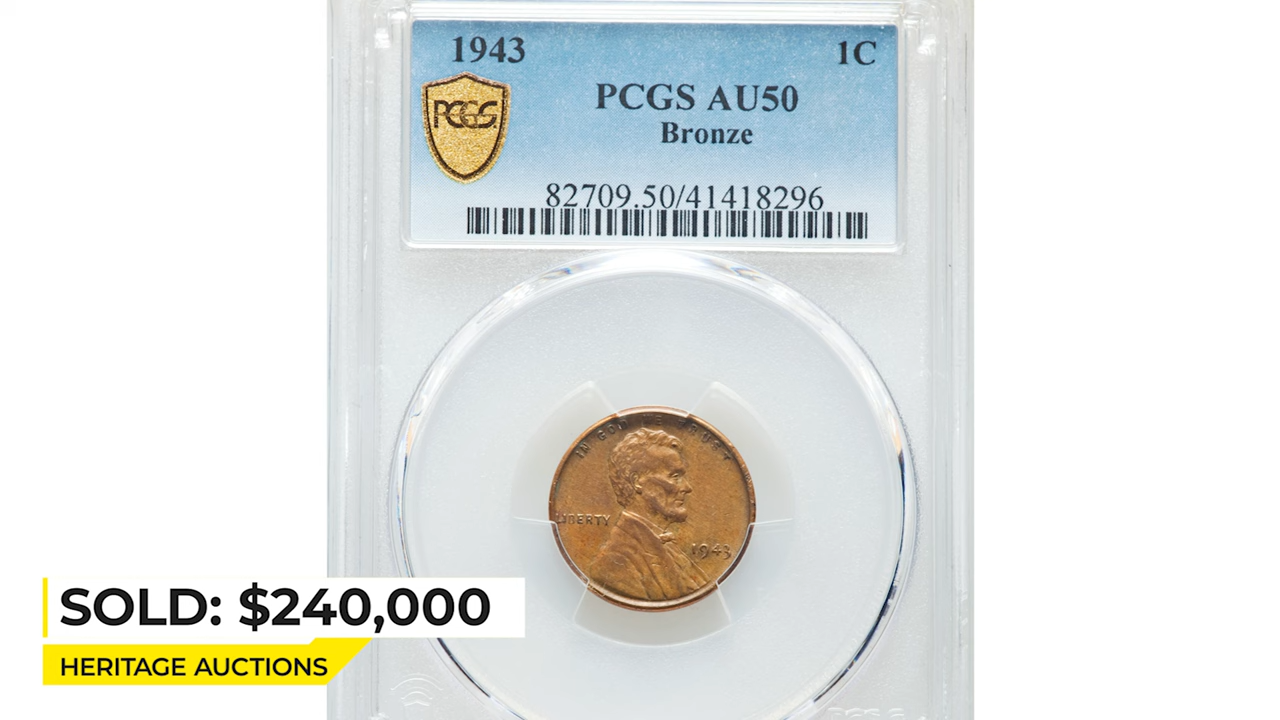 1943 1C
PCGS
PCGS AU50
Bronze
82709.50/41418296
IN GOD WE TRUST
LIBERTY
1943
SOLD: $240,000
HERITAGE AUCTIONS